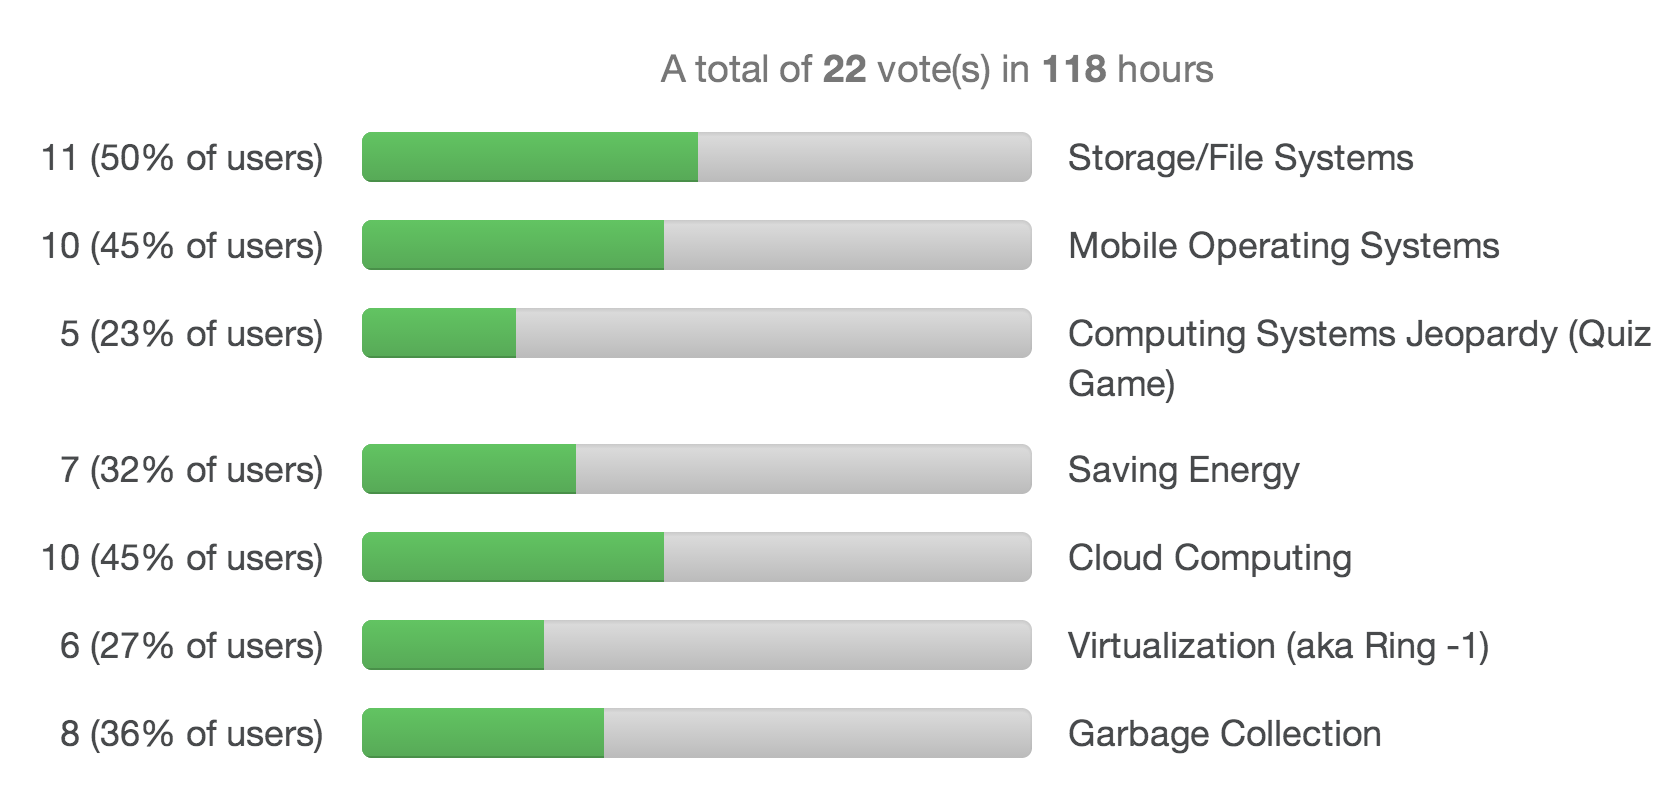 A total of 22 vote(s) in 118 hours
11 (50% of users) Storage/File Systems
10 (45% of users) Mobile Operating Systems
5 (23% of users) Computing Systems Jeopardy (Quiz
Game)
7 (32% of users) Saving Energy
10 (45% of users) Cloud Computing
6 (27% of users) Virtualization (aka Ring -1)
8 (36% of users) Garbage Collection